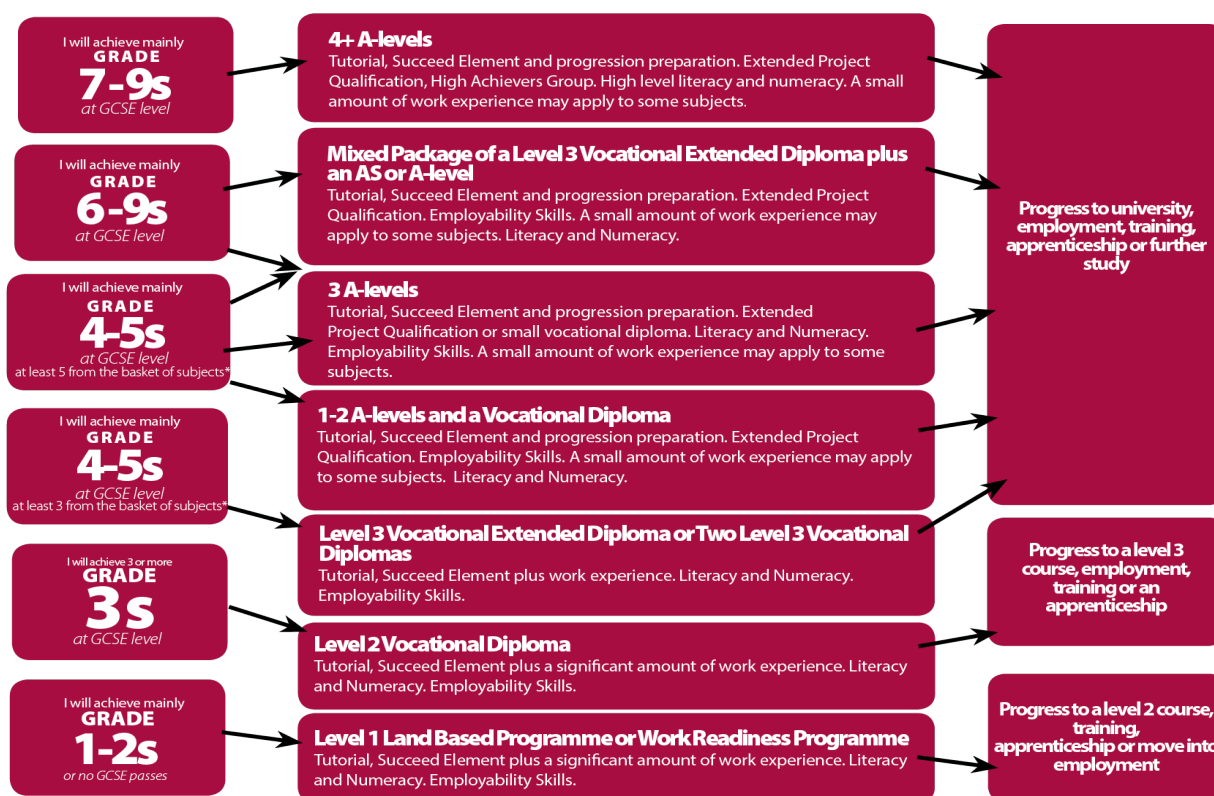 I will achieve mainly
GRADE
7-9s
at GCSE level
4+ A-levels
Tutorial, Succeed Element and progression preparation. Extended Project
Qualification, High Achievers Group. High level literacy and numeracy. A small
amount of work experience may apply to some subjects.
I will achieve mainly
GRADE
6-9s
at GCSE level
Mixed Package of a Level 3 Vocational Extended Diploma plus
an AS or A-level
Tutorial, Succeed Element and progression preparation. Extended Project
Qualification. Employability Skills. A small amount of work experience may
apply to some subjects. Literacy and Numeracy.
I will achieve mainly
GRADE
4-5s
at GCSE level
at least 5 from the basket of subjects*
3 A-levels
Tutorial, Succeed Element and progression preparation. Extended
Project Qualification or small vocational diploma. Literacy and Numeracy.
Employability Skills. A small amount of work experience may apply to some
subjects.
I will achieve mainly
GRADE
4-5s
at GCSE level
at least 3 from the basket of subjects*
1-2 A-levels and a Vocational Diploma
Tutorial, Succeed Element and progression preparation. Extended Project
Qualification. Employability Skills. A small amount of work experience may apply
to some subjects. Literacy and Numeracy.
Level 3 Vocational Extended Diploma or Two Level 3 Vocational
Diplomas
Tutorial, Succeed Element plus work experience. Literacy and Numeracy.
Employability Skills.
I will achieve 3 or more
GRADE
3s
at GCSE level
Level 2 Vocational Diploma
Tutorial, Succeed Element plus a significant amount of work experience. Literacy
and Numeracy. Employability Skills.
I will achieve mainly
GRADE
1-2s
or no GCSE passes
Level 1 Land Based Programme or Work Readiness Programme
Tutorial, Succeed Element plus a significant amount of work experience. Literacy
and Numeracy. Employability Skills.
Progress to university,
employment, training,
apprenticeship or further
study
Progress to a level 3
course, employment,
training or an
apprenticeship
Progress to a level 2 course,
training,
apprenticeship or move into
employment